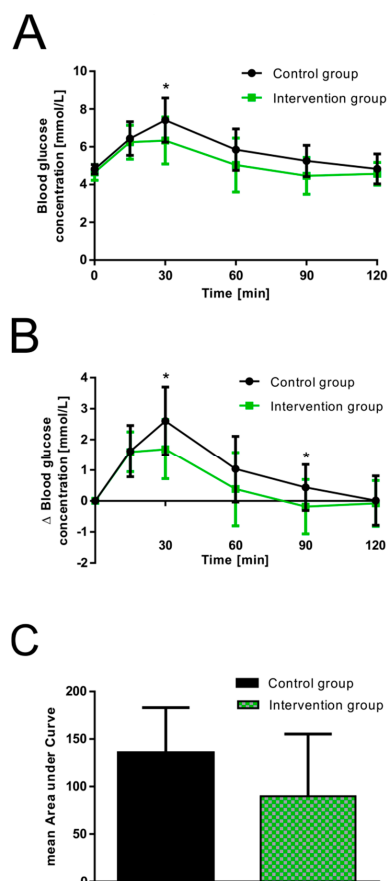 A
*
Control group
Intervention group
Blood glucose
concentration [mmol/L]
10
8
6
4
2
0
0
30
60
90
120
Time [min]
B
*
*
Control group
Intervention group
Δ Blood glucose
concentration [mmol/L]
4
3
2
1
0
-1
-2
30
60
90
120
Time [min]
C
Control group
Intervention group
mean Area under Curve
200
150
100
50
0